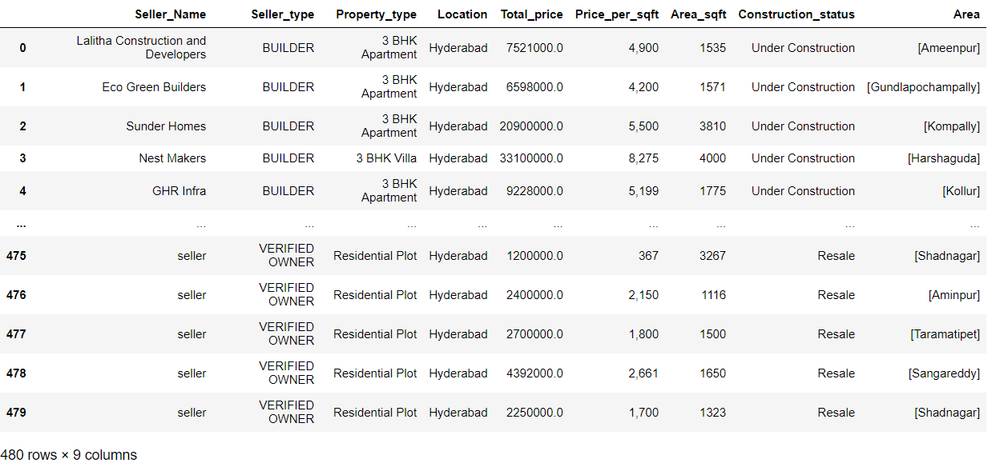 Seller_Name Seller_type Property_type Location Total_price Price_per_sqft Area_sqft Construction_status Area
0 Lalitha Construction and Developers BUILDER 3 BHK Apartment Hyderabad 7521000.0 4,900 1535 Under Construction [Ameenpur]
1 Eco Green Builders BUILDER 3 BHK Apartment Hyderabad 6598000.0 4,200 1571 Under Construction [Gundlapochampally]
2 Sunder Homes BUILDER 3 BHK Apartment Hyderabad 20900000.0 5,500 3810 Under Construction [Kompally]
3 Nest Makers BUILDER 3 BHK Villa Hyderabad 33100000.0 8,275 4000 Under Construction [Harshaguda]
4 GHR Infra BUILDER 3 BHK Apartment Hyderabad 9228000.0 5,199 1775 Under Construction [Kollur]
... ... ... ... ... ... ... ... ... ...
475 seller VERIFIED OWNER Residential Plot Hyderabad 1200000.0 367 3267 Resale [Shadnagar]
476 seller VERIFIED OWNER Residential Plot Hyderabad 2400000.0 2,150 1116 Resale [Aminpur]
477 seller VERIFIED OWNER Residential Plot Hyderabad 2700000.0 1,800 1500 Resale [Taramatipet]
478 seller VERIFIED OWNER Residential Plot Hyderabad 4392000.0 2,661 1650 Resale [Sangareddy]
479 seller VERIFIED OWNER Residential Plot Hyderabad 2250000.0 1,700 1323 Resale [Shadnagar]
480 rows × 9 columns